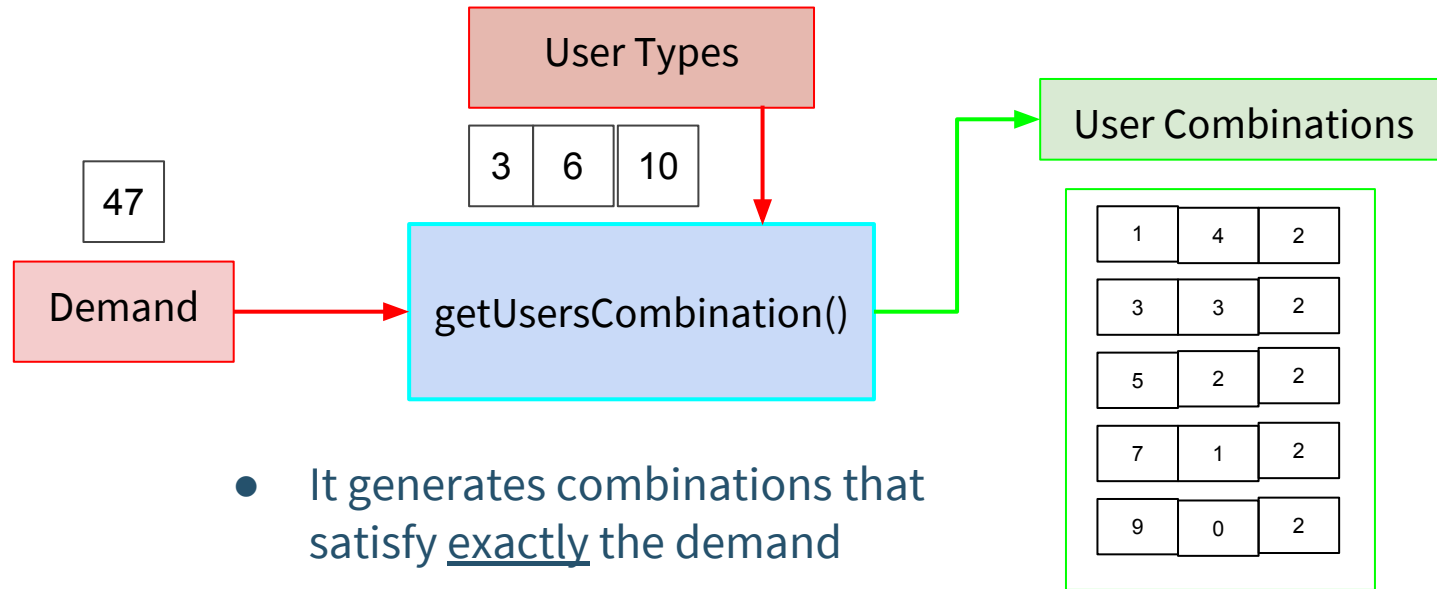 User Types
3 6 10
User Combinations
47
Demand
getUsersCombination()
1 4 2
3 3 2
5 2 2
7 1 2
9 0 2
● It generates combinations that
satisfy exactly the demand